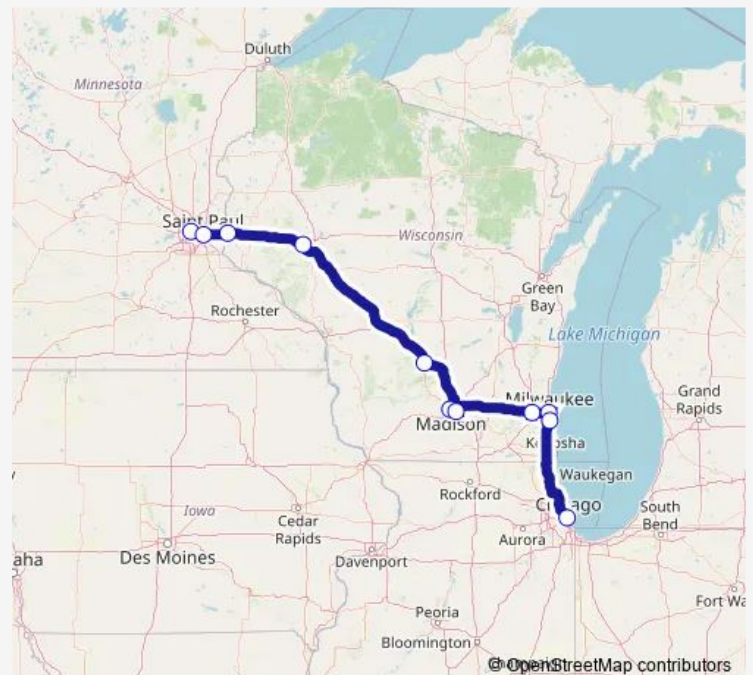 Duluth
Minnesota
Saint Paul
Wisconsin
Green
Bay
Rochester
Lake Michigan
Milwaukee
Grand
Rapids
Madison
Waukegan
Rockford
Iowa
Cedar
Rapids
South
Bend
Aurora
Des Moines
Davenport
aha
Fort Wa
Peoria
Bloomington
© OpenStreetMap contributors